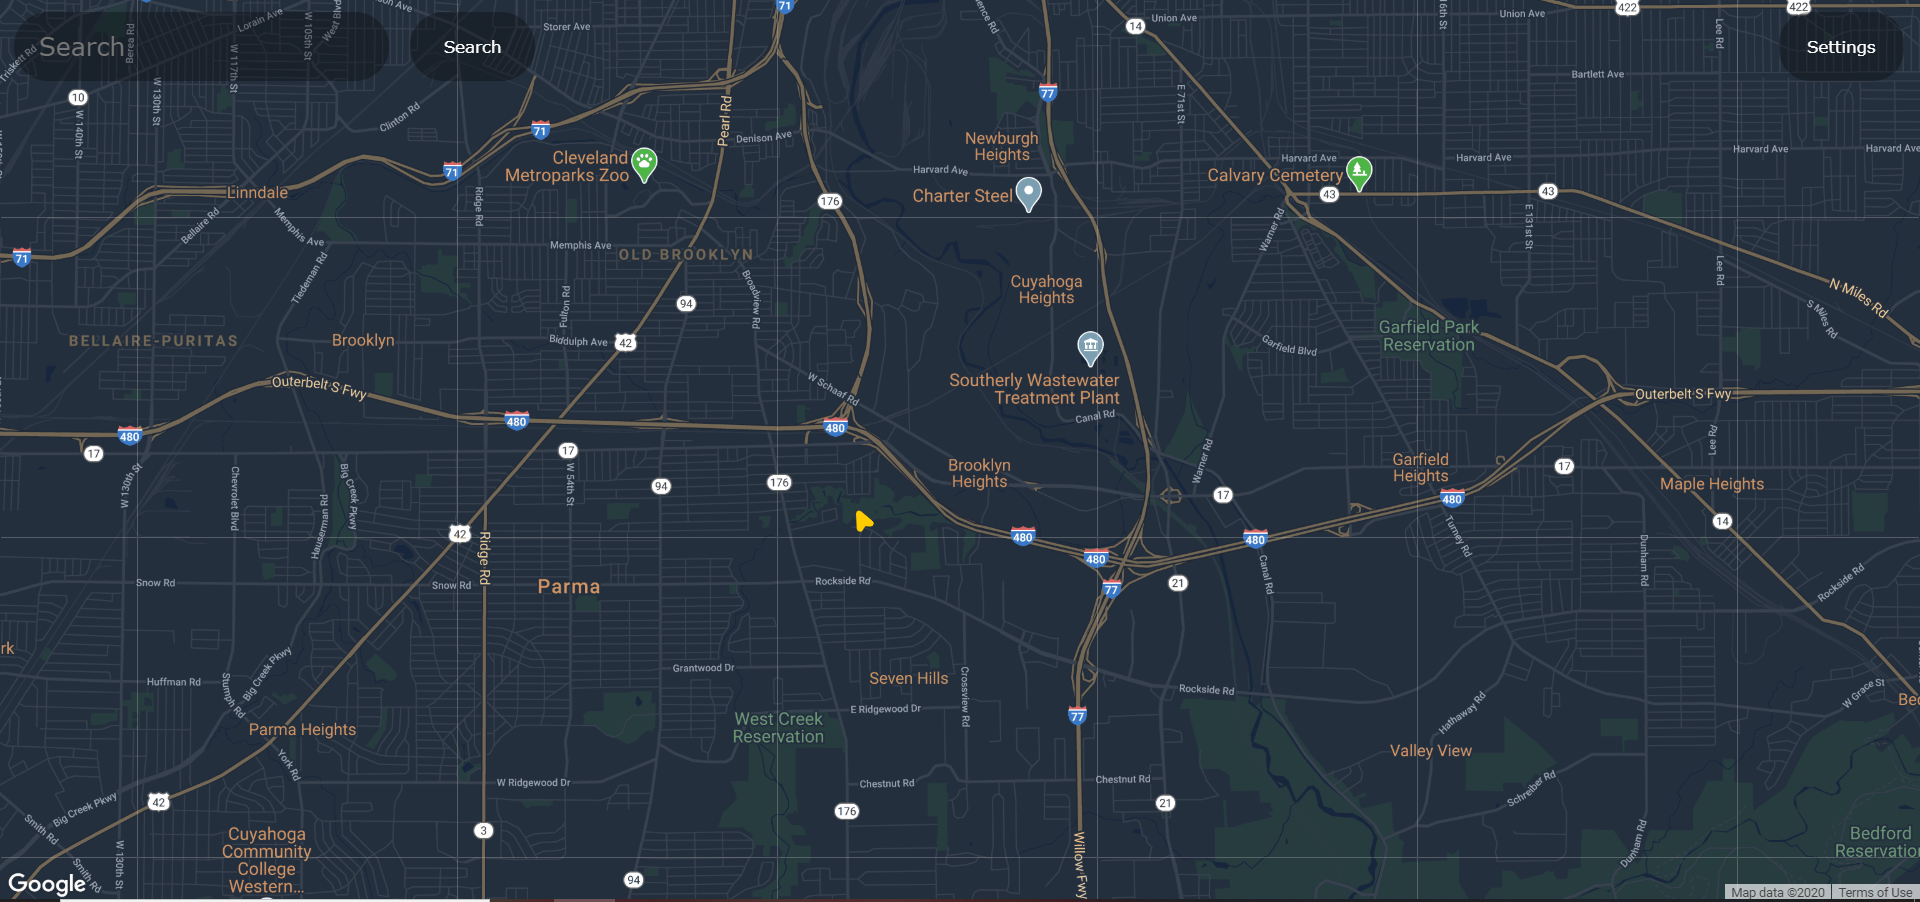 Search
Search
Settings
Storer Ave
Lorain Ave
W 105th St
Berea Rd
W 117th St
Triskett Rd
71
14
Union Ave
Union Ave
422
422
Lee Rd
Bartlett Ave
10
W 130th St
W 140th St
Clinton Rd
71
Pearl Rd
Denison Ave
77
E 71st St
Newburgh
Heights
Cleveland
Metroparks Zoo
71
Harvard Ave
Harvard Ave
Harvard Ave
Harvard Ave
Harvard Ave
Calvary Cemetery
Charter Steel
43
43
Linndale
Ridge Rd
176
Bellaire Rd
Memphis Ave
Memphis Ave
OLD BROOKLYN
Warner Rd
E 131st St
71
Tiedeman Rd
Broadview Rd
Fulton Rd
94
Cuyahoga
Heights
Lee Rd
N Miles Rd
S Miles Rd
BELLAIRE-PURITAS
Brooklyn
Biddulph Ave
42
Garfield Blvd
Garfield Park
Reservation
Outerbelt S Fwy
W Schaaf Rd
Southerly Wastewater
Treatment Plant
Canal Rd
Outerbelt S Fwy
480
480
480
17
17
Lee Rd
Warner Rd
Brooklyn
Heights
Garfield
Heights
17
Maple Heights
W 130th St
Chevrolet Blvd
Big Creek Pkwy
Hauserman Rd
W 54th St
94
176
17
480
14
42
Ridge Rd
480
480
480
Turney Rd
Dunham Rd
Snow Rd
Snow Rd
Parma
Rockside Rd
77
21
Canal Rd
Rockside Rd
rk
Big Creek Pkwy
Huffman Rd
Stumph Rd
Grantwood Dr
Seven Hills
Crossview Rd
Rockside Rd
W Grace St
Bec
Parma Heights
West Creek
Reservation
E Ridgewood Dr
77
Hathaway Rd
Valley View
York Rd
W Ridgewood Dr
Chestnut Rd
Chestnut Rd
Schreiber Rd
42
Big Creek Pkwy
176
21
Smith Rd
Smith Rd
W 130th St
3
Cuyahoga
Community
College
Western...
94
Willow Fwy
Dunham Rd
Bedford
Reservation
Google
Map data ©2020
Terms of Use